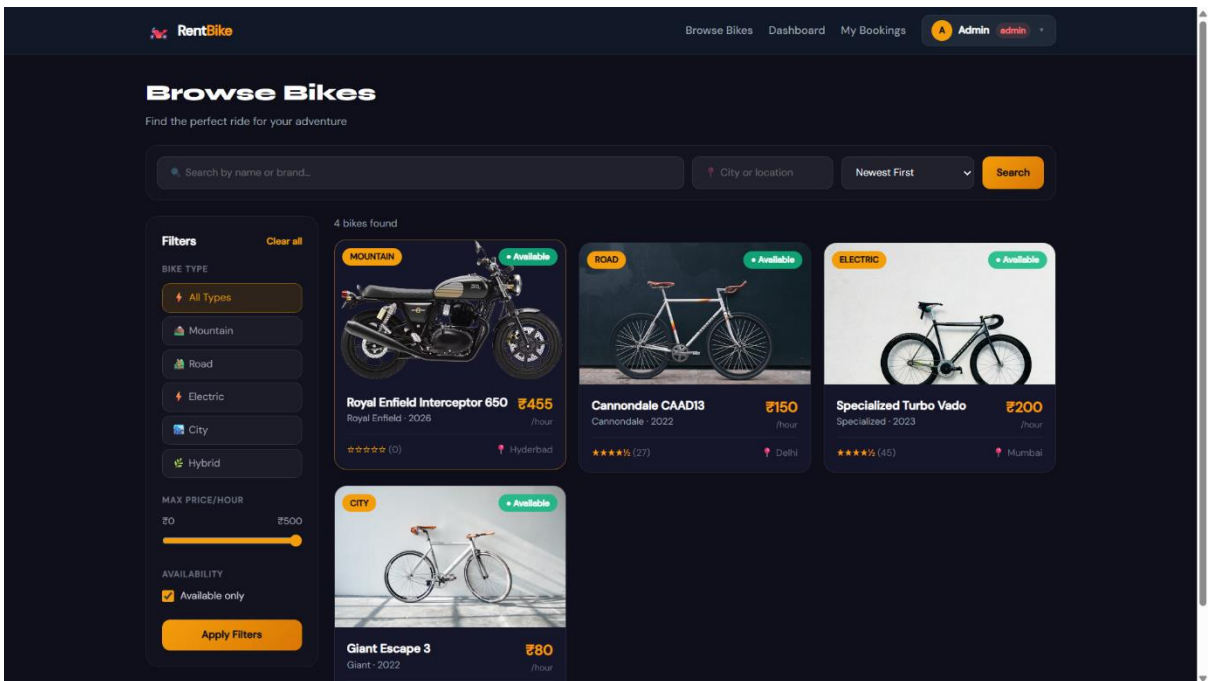 RentBike
Browse Bikes Dashboard My Bookings A Admin admin
Browse Bikes
Find the perfect ride for your adventure
Search by name or brand...
City or location
Newest First
Search
Filters Clear all
BIKE TYPE
All Types
Mountain
Road
Electric
City
Hybrid
MAX PRICE/HOUR
₹0 ₹500
AVAILABILITY
Available only
Apply Filters
4 bikes found
MOUNTAIN • Available
Royal Enfield Interceptor 650 ₹455
Royal Enfield · 2026 /hour
☆☆☆☆☆ (0) Hyderbad
ROAD • Available
Cannondale CAAD13 ₹150
Cannondale · 2022 /hour
★★★★½ (27) Delhi
ELECTRIC • Available
Specialized Turbo Vado ₹200
Specialized · 2023 /hour
★★★★½ (45) Mumbai
CITY • Available
Giant Escape 3 ₹80
Giant · 2022 /hour